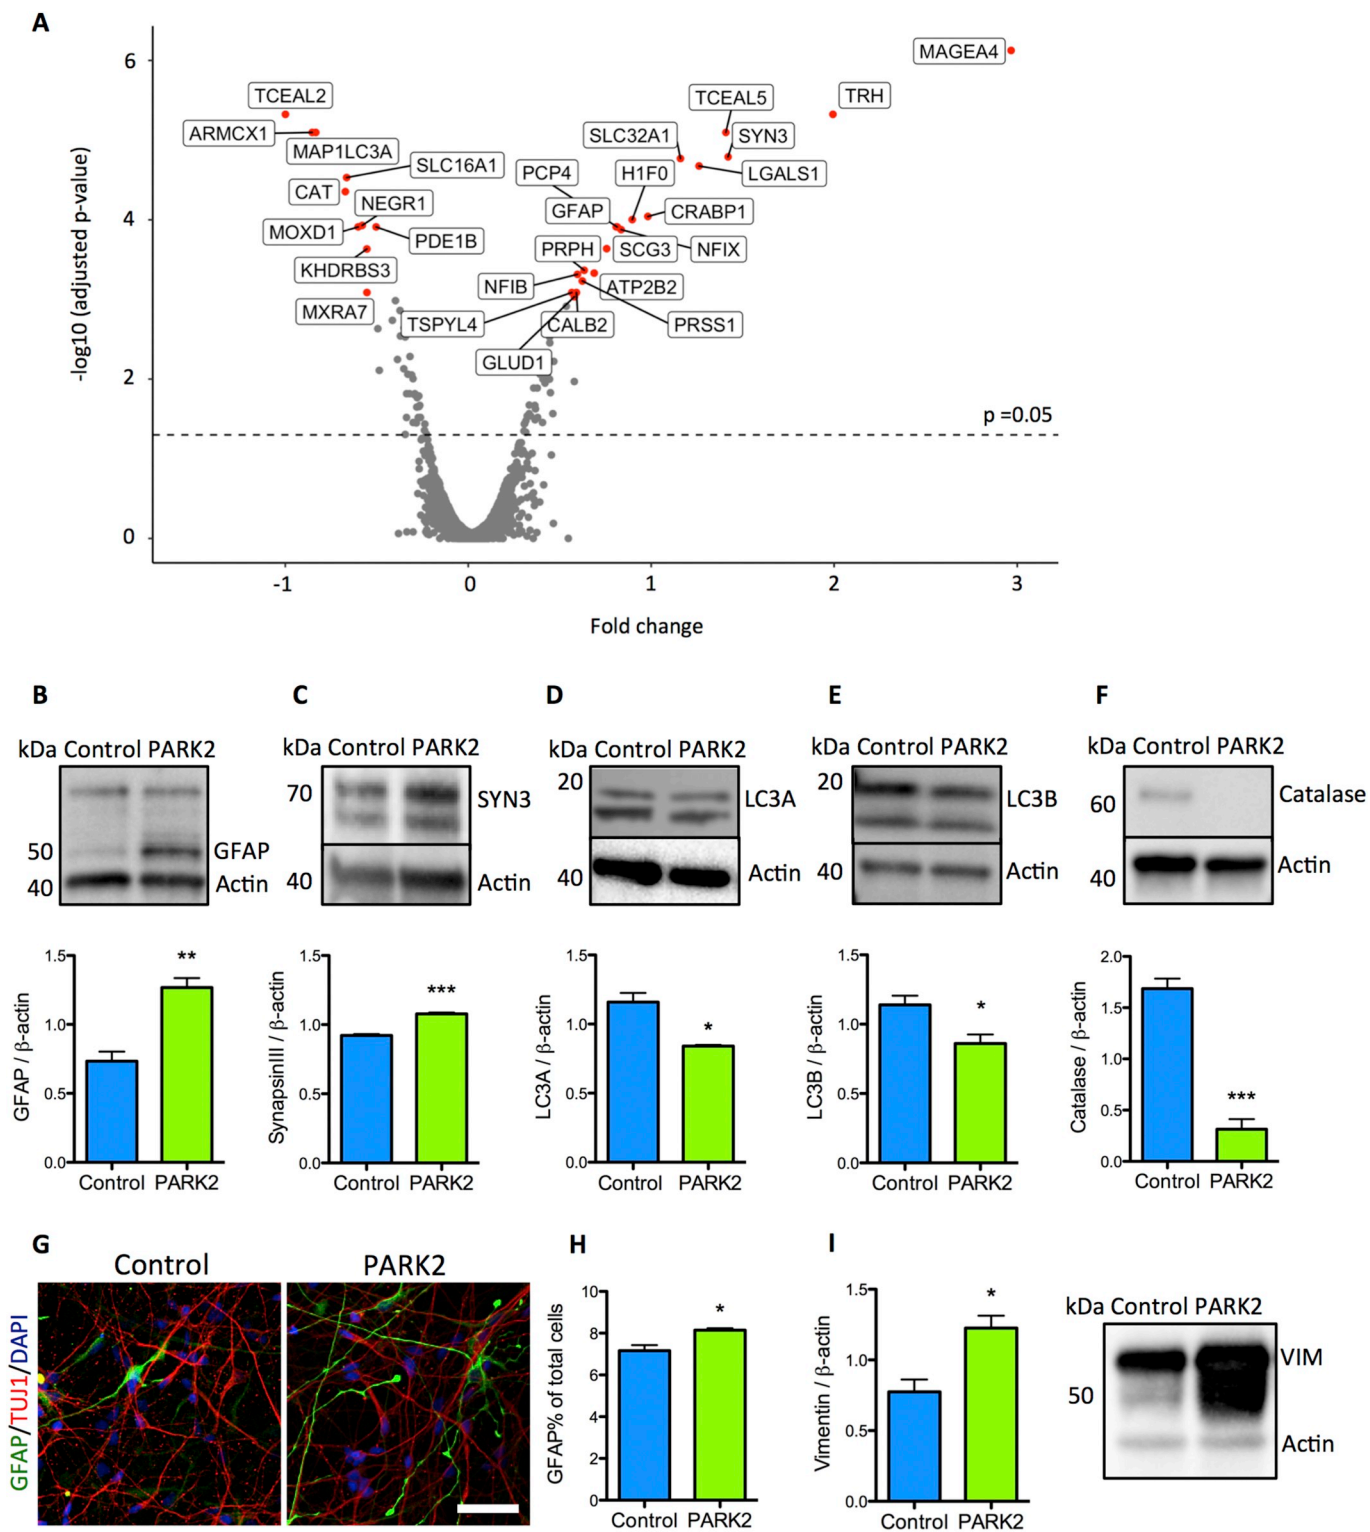 A
-log10 (adjusted p-value)
6
4
2
0
MAGEA4
TCEAL2
TCEAL5
TRH
ARMCX1
SLC32A1
SYN3
MAP1LC3A
SLC16A1
PCP4
H1F0
LGALS1
CAT
NEGR1
GFAP
CRABP1
MOXD1
PDE1B
PRPH
SCG3
NFIX
KHDRBS3
NFIB
ATP2B2
MXRA7
TSPYL4
CALB2
PRSS1
GLUD1
p =0.05
-1 0 1 2 3
Fold change
B
kDa Control PARK2
50
40
GFAP
Actin
GFAP / β-actin
1.5
1.0
0.5
0.0
**
Control PARK2
C
kDa Control PARK2
70
40
SYN3
Actin
SynapsinIII / β-actin
1.5
1.0
0.5
0.0
***
Control PARK2
D
kDa Control PARK2
20
40
LC3A
Actin
LC3A / β-actin
1.5
1.0
0.5
0.0
*
Control PARK2
E
kDa Control PARK2
20
40
LC3B
Actin
LC3B / β-actin
1.5
1.0
0.5
0.0
*
Control PARK2
F
kDa Control PARK2
60
40
Catalase
Actin
Catalase / β-actin
2.0
1.5
1.0
0.5
0.0
***
Control PARK2
G
Control PARK2
GFAP/TUJ1/DAPI
H
GFAP% of total cells
10
8
6
4
2
0
*
Control PARK2
I
Vimentin / β-actin
1.5
1.0
0.5
0.0
*
Control PARK2
kDa Control PARK2
50
VIM
Actin